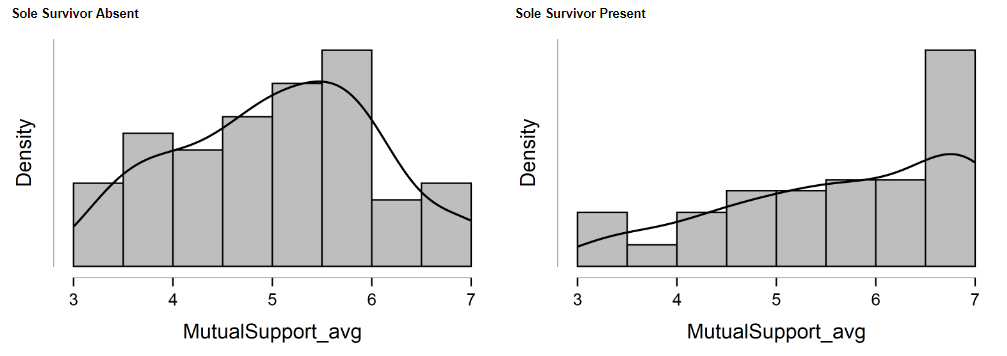 Sole Survivor Absent
Density
3 4 5 6 7
MutualSupport_avg
Sole Survivor Present
Density
3 4 5 6 7
MutualSupport_avg